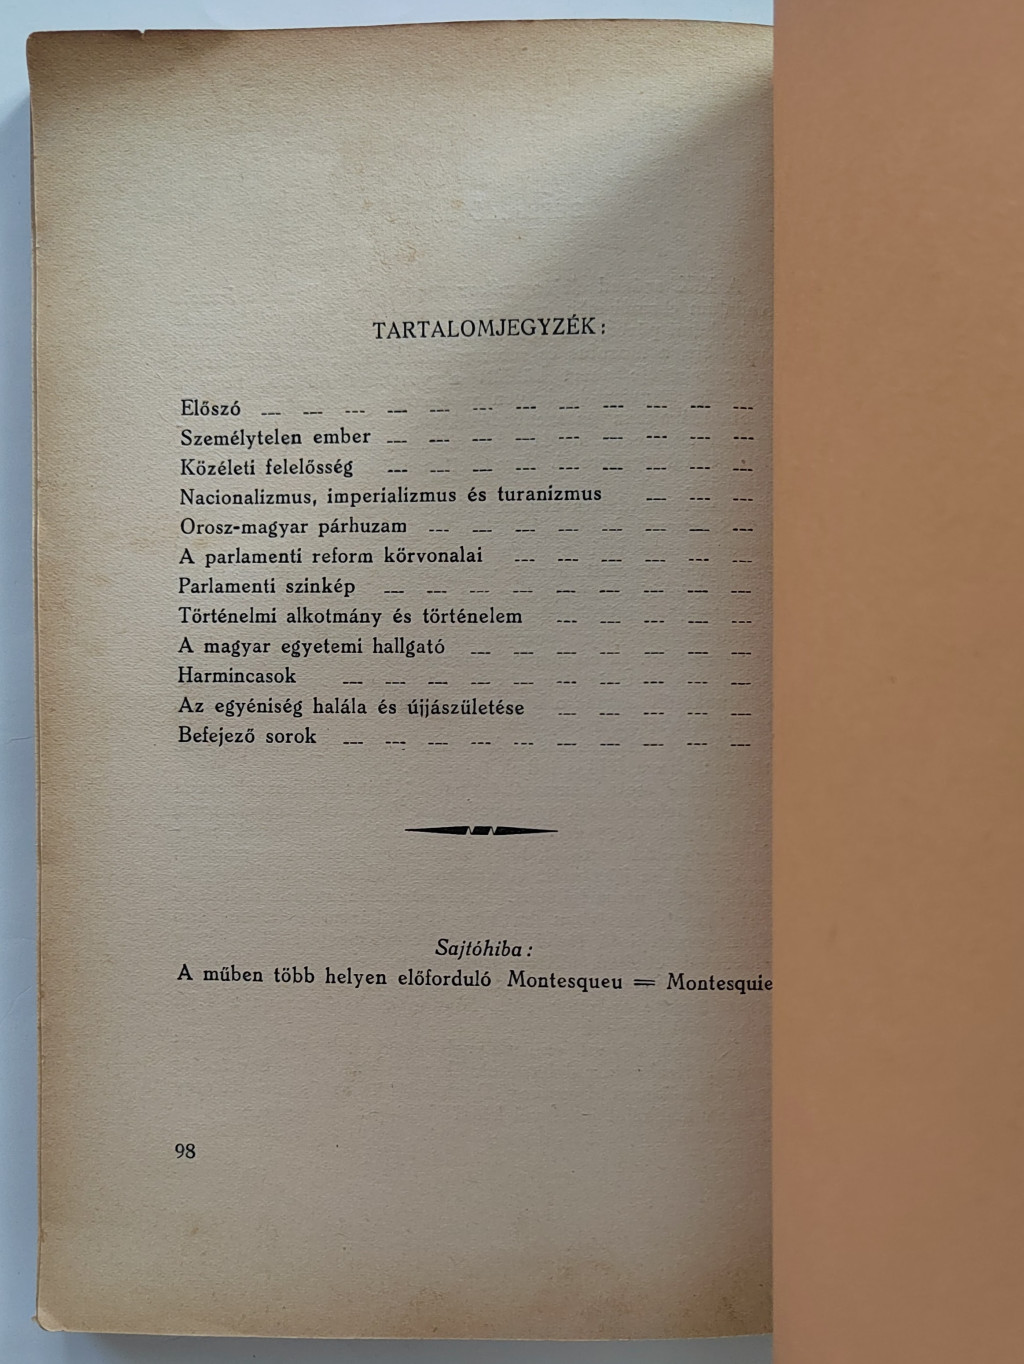 TARTALOMJEGYZÉK:
Előszó
Személytelen ember
Közéleti felelősség
Nacionalizmus, imperializmus és turanizmus
Orosz-magyar párhuzam
A parlamenti reform körvonalai
Parlamenti szinkép
Történelmi alkotmány és történelem
A magyar egyetemi hallgató
Harmincasok
Az egyéniség halála és újjászületése
Befejező sorok
Sajtóhiba:
A műben több helyen előforduló Montesqueu = Montesquie
98